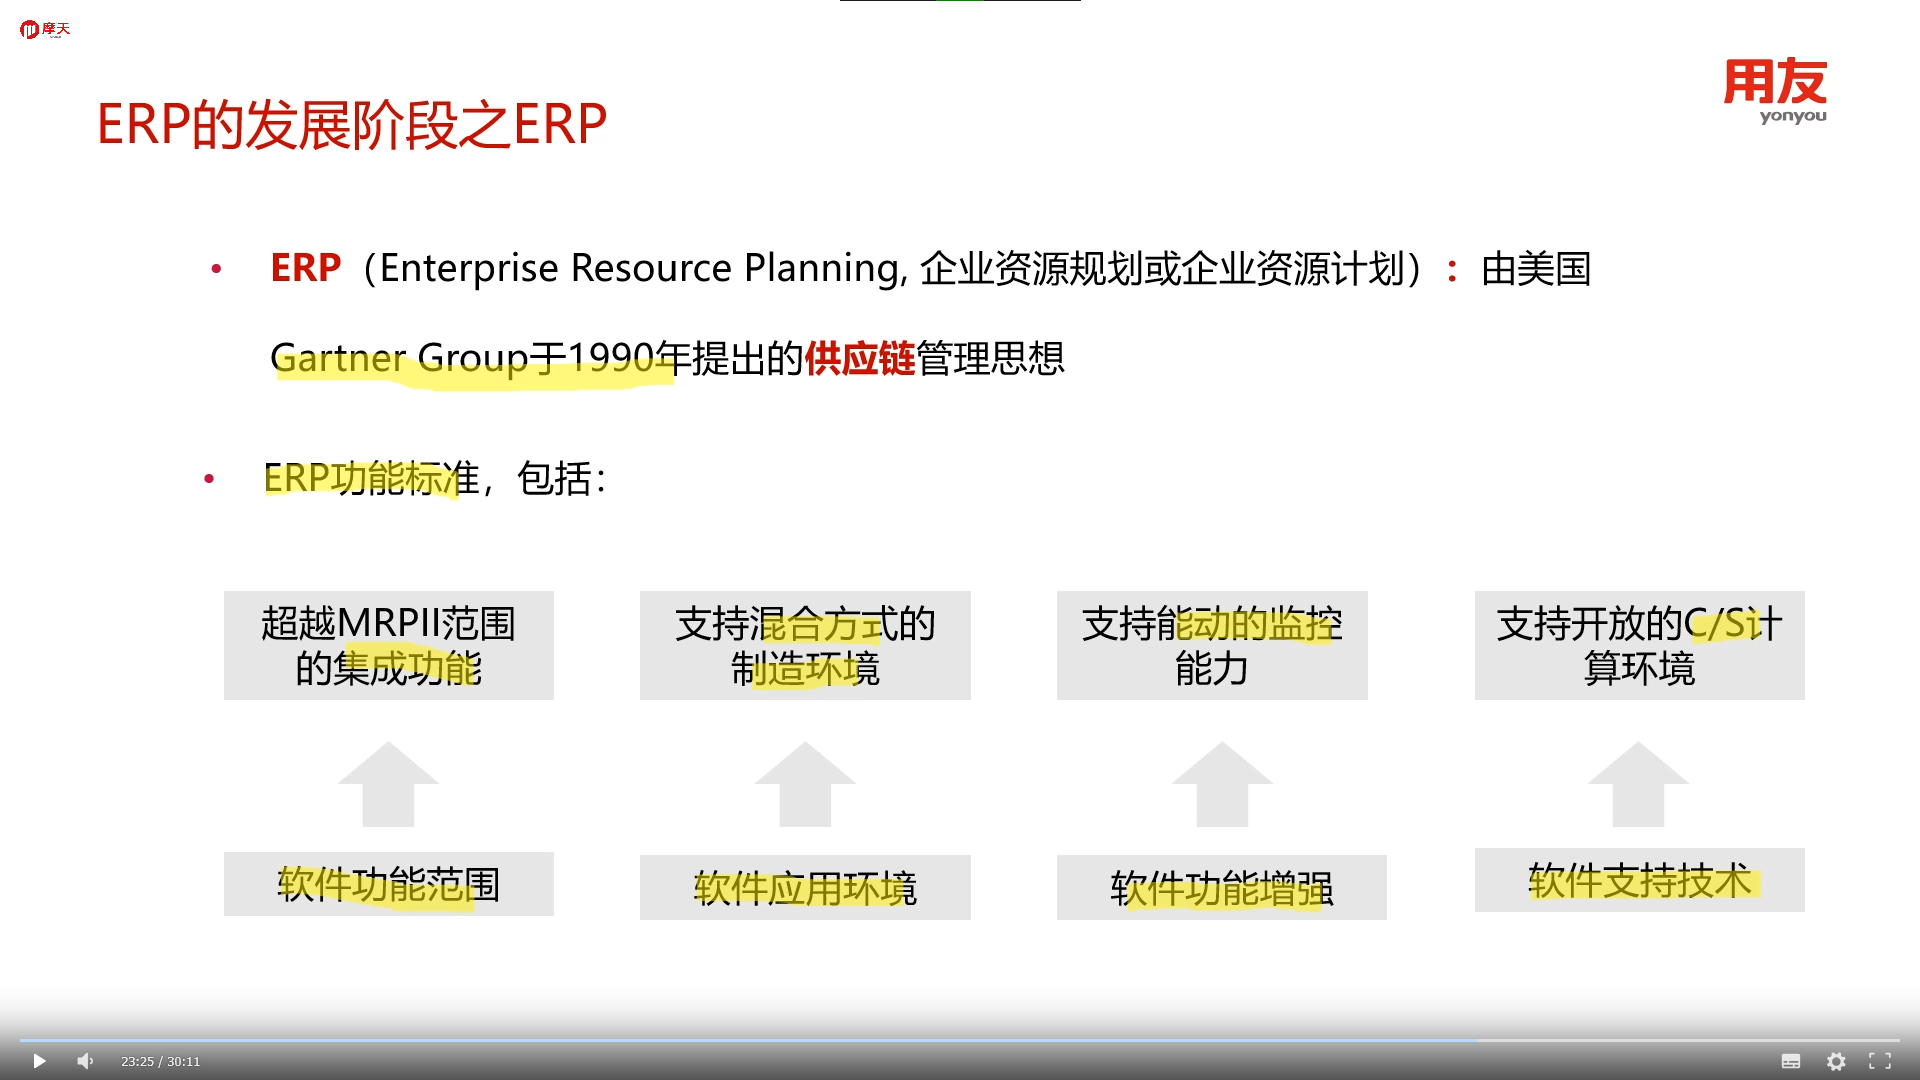 摩天
用友
yonyou
ERP的发展阶段之ERP
• ERP（Enterprise Resource Planning, 企业资源规划或企业资源计划）：由美国
Gartner Group于1990年提出的供应链管理思想
• ERP功能标准，包括：
超越MRPII范围
的集成功能
支持混合方式的
制造环境
支持能动的监控
能力
支持开放的C/S计
算环境
软件功能范围
软件应用环境
软件功能增强
软件支持技术
23:25 / 30:11